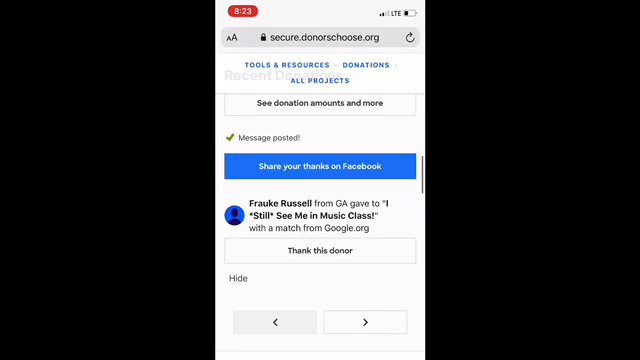 8:23
LTE
AA secure.donorschoose.org
TOOLS & RESOURCES · DONATIONS ·
Recent Donations
ALL PROJECTS
See donation amounts and more
Message posted!
Share your thanks on Facebook
Frauke Russell from GA gave to "I
*Still* See Me in Music Class!"
with a match from Google.org
Thank this donor
Hide